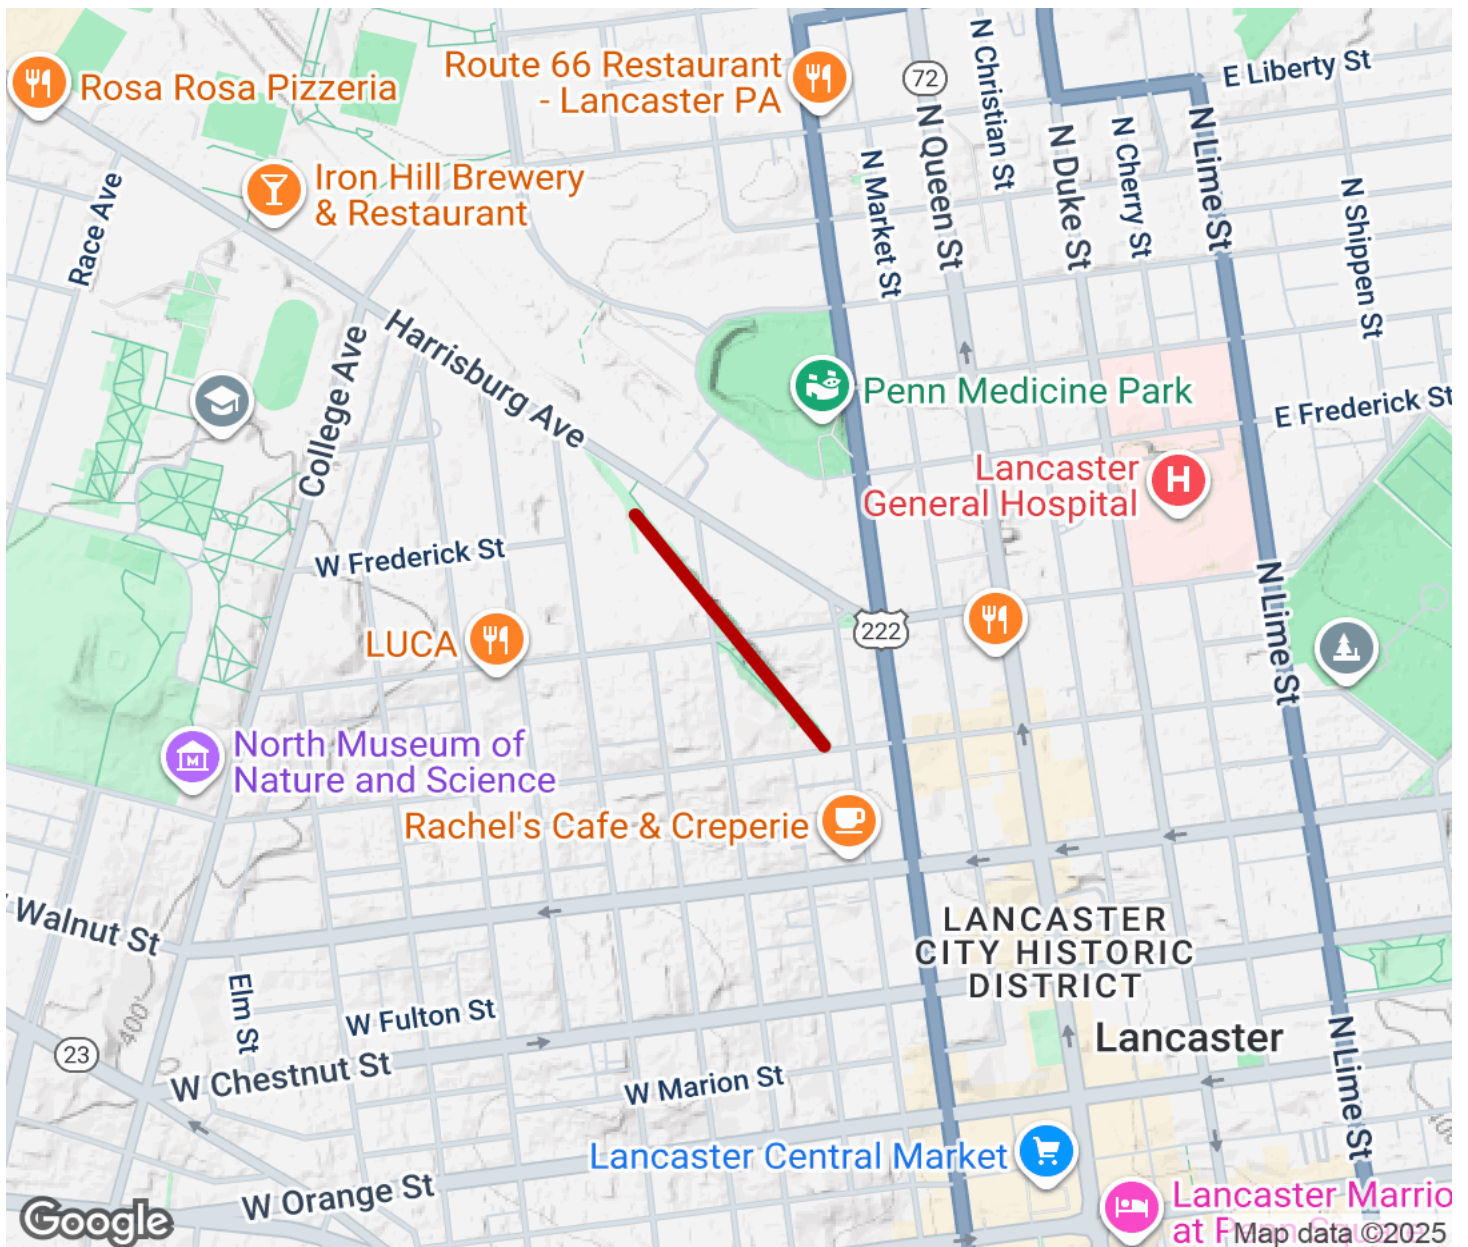 Rosa Rosa Pizzeria
Route 66 Restaurant
- Lancaster PA
72
N Christian St
E Liberty St
Iron Hill Brewery
& Restaurant
Race Ave
N Market St
N Queen St
N Duke St
N Cherry St
N Lime St
N Shippen St
College Ave
Harrisburg Ave
Penn Medicine Park
E Frederick St
Lancaster
General Hospital
H
W Frederick St
LUCA
222
N Lime St
North Museum of
Nature and Science
M
Rachel's Cafe & Creperie
Walnut St
LANCASTER
CITY HISTORIC
DISTRICT
Elm St
400'
W Fulton St
23
W Chestnut St
Lancaster
W Marion St
N Lime St
Lancaster Central Market
W Orange St
Lancaster Marrio
at Penn Square
Google
Map data ©2025